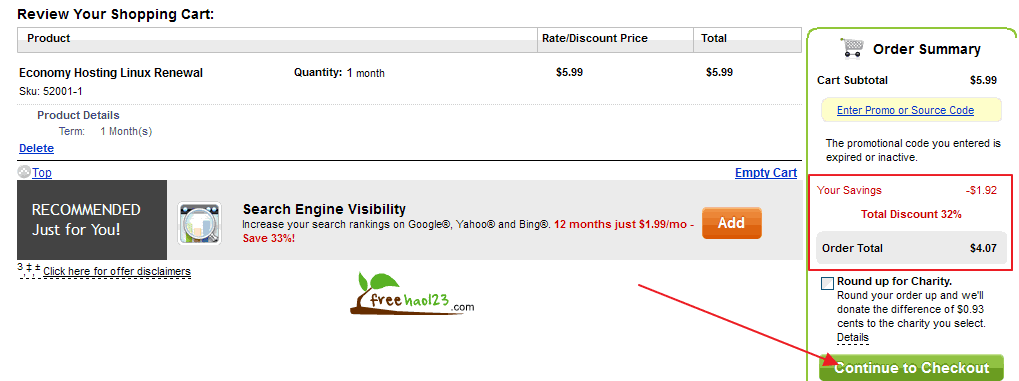 Review Your Shopping Cart:
Product Rate/Discount Price Total
Economy Hosting Linux Renewal Quantity: 1 month $5.99 $5.99
Sku: 52001-1
Product Details
Term: 1 Month(s)
Delete
Top Empty Cart
RECOMMENDED
Just for You!
Search Engine Visibility
Increase your search rankings on Google®, Yahoo® and Bing®. 12 months just $1.99/mo -
Save 33%!
Add
3 ‡ ± Click here for offer disclaimers
freehao123.com
Order Summary
Cart Subtotal $5.99
Enter Promo or Source Code
The promotional code you entered is
expired or inactive.
Your Savings -$1.92
Total Discount 32%
Order Total $4.07
Round up for Charity.
Round your order up and we'll
donate the difference of $0.93
cents to the charity you select.
Details
Continue to Checkout